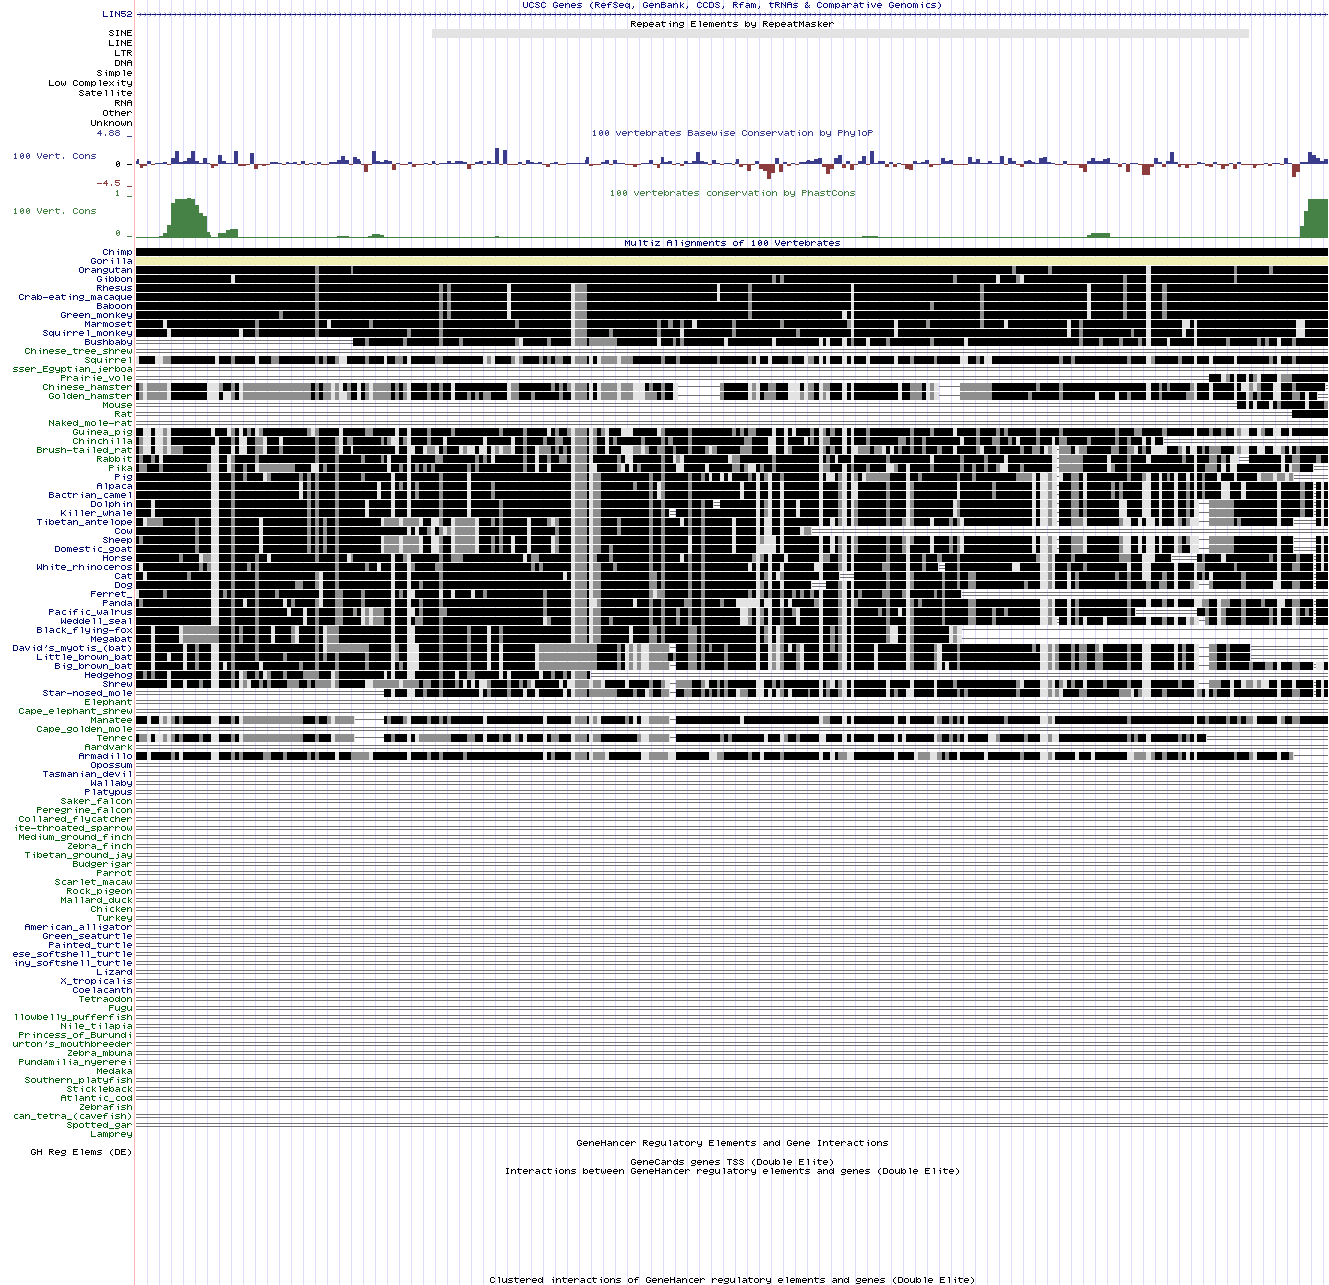 UCSC Genes (RefSeq, GenBank, CCDS, Rfam, tRNAs & Comparative Genomics)
LIN52
Repeating Elements by RepeatMasker
SINE
LINE
LTR
DNA
Simple
Low Complexity
Satellite
RNA
Other
Unknown
4.88 _
100 vertebrates Basewise Conservation by PhyloP
100 Vert. Cons
0 _
-4.5 _
1 _
100 vertebrates conservation by PhastCons
100 Vert. Cons
0 _
Multiz Alignments of 100 Vertebrates
Chimp
Gorilla
Orangutan
Gibbon
Rhesus
Crab-eating_macaque
Baboon
Green_monkey
Marmoset
Squirrel_monkey
Bushbaby
Chinese_tree_shrew
Squirrel
sser_Egyptian_jerboa
Prairie_vole
Chinese_hamster
Golden_hamster
Mouse
Rat
Naked_mole-rat
Guinea_pig
Chinchilla
Brush-tailed_rat
Rabbit
Pika
Pig
Alpaca
Bactrian_camel
Dolphin
Killer_whale
Tibetan_antelope
Cow
Sheep
Domestic_goat
Horse
White_rhinoceros
Cat
Dog
Ferret_
Panda
Pacific_walrus
Weddell_seal
Black_flying-fox
Megabat
David's_myotis_(bat)
Little_brown_bat
Big_brown_bat
Hedgehog
Shrew
Star-nosed_mole
Elephant
Cape_elephant_shrew
Manatee
Cape_golden_mole
Tenrec
Aardvark
Armadillo
Opossum
Tasmanian_devil
Wallaby
Platypus
Saker_falcon
Peregrine_falcon
Collared_flycatcher
ite-throated_sparrow
Medium_ground_finch
Zebra_finch
Tibetan_ground_jay
Budgerigar
Parrot
Scarlet_macaw
Rock_pigeon
Mallard_duck
Chicken
Turkey
American_alligator
Green_seaturtle
Painted_turtle
ese_softshell_turtle
iny_softshell_turtle
Lizard
X_tropicalis
Coelacanth
Tetraodon
Fugu
llowbelly_pufferfish
Nile_tilapia
Princess_of_Burundi
urton's_mouthbreeder
Zebra_mbuna
Pundamilia_nyererei
Medaka
Southern_platyfish
Stickleback
Atlantic_cod
Zebrafish
can_tetra_(cavefish)
Spotted_gar
Lamprey
GeneHancer Regulatory Elements and Gene Interactions
GH Reg Elems (DE)
GeneCards genes TSS (Double Elite)
Interactions between GeneHancer regulatory elements and genes (Double Elite)
Clustered interactions of GeneHancer regulatory elements and genes (Double Elite)